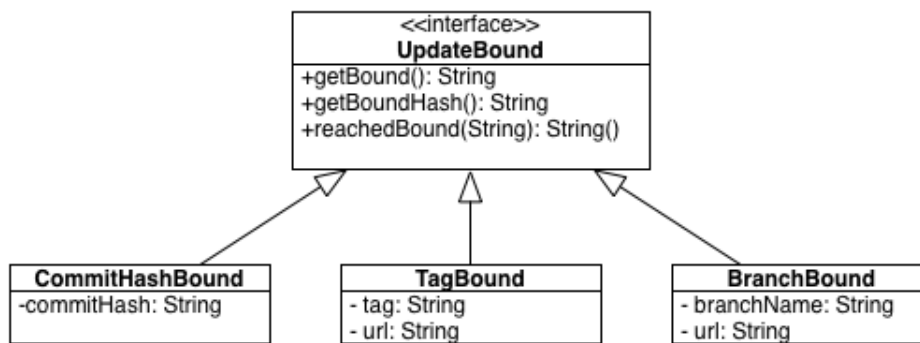 <<interface>>
UpdateBound
+getBound(): String
+getBoundHash(): String
+reachedBound(String): String()
CommitHashBound
-commitHash: String
TagBound
- tag: String
- url: String
BranchBound
- branchName: String
- url: String